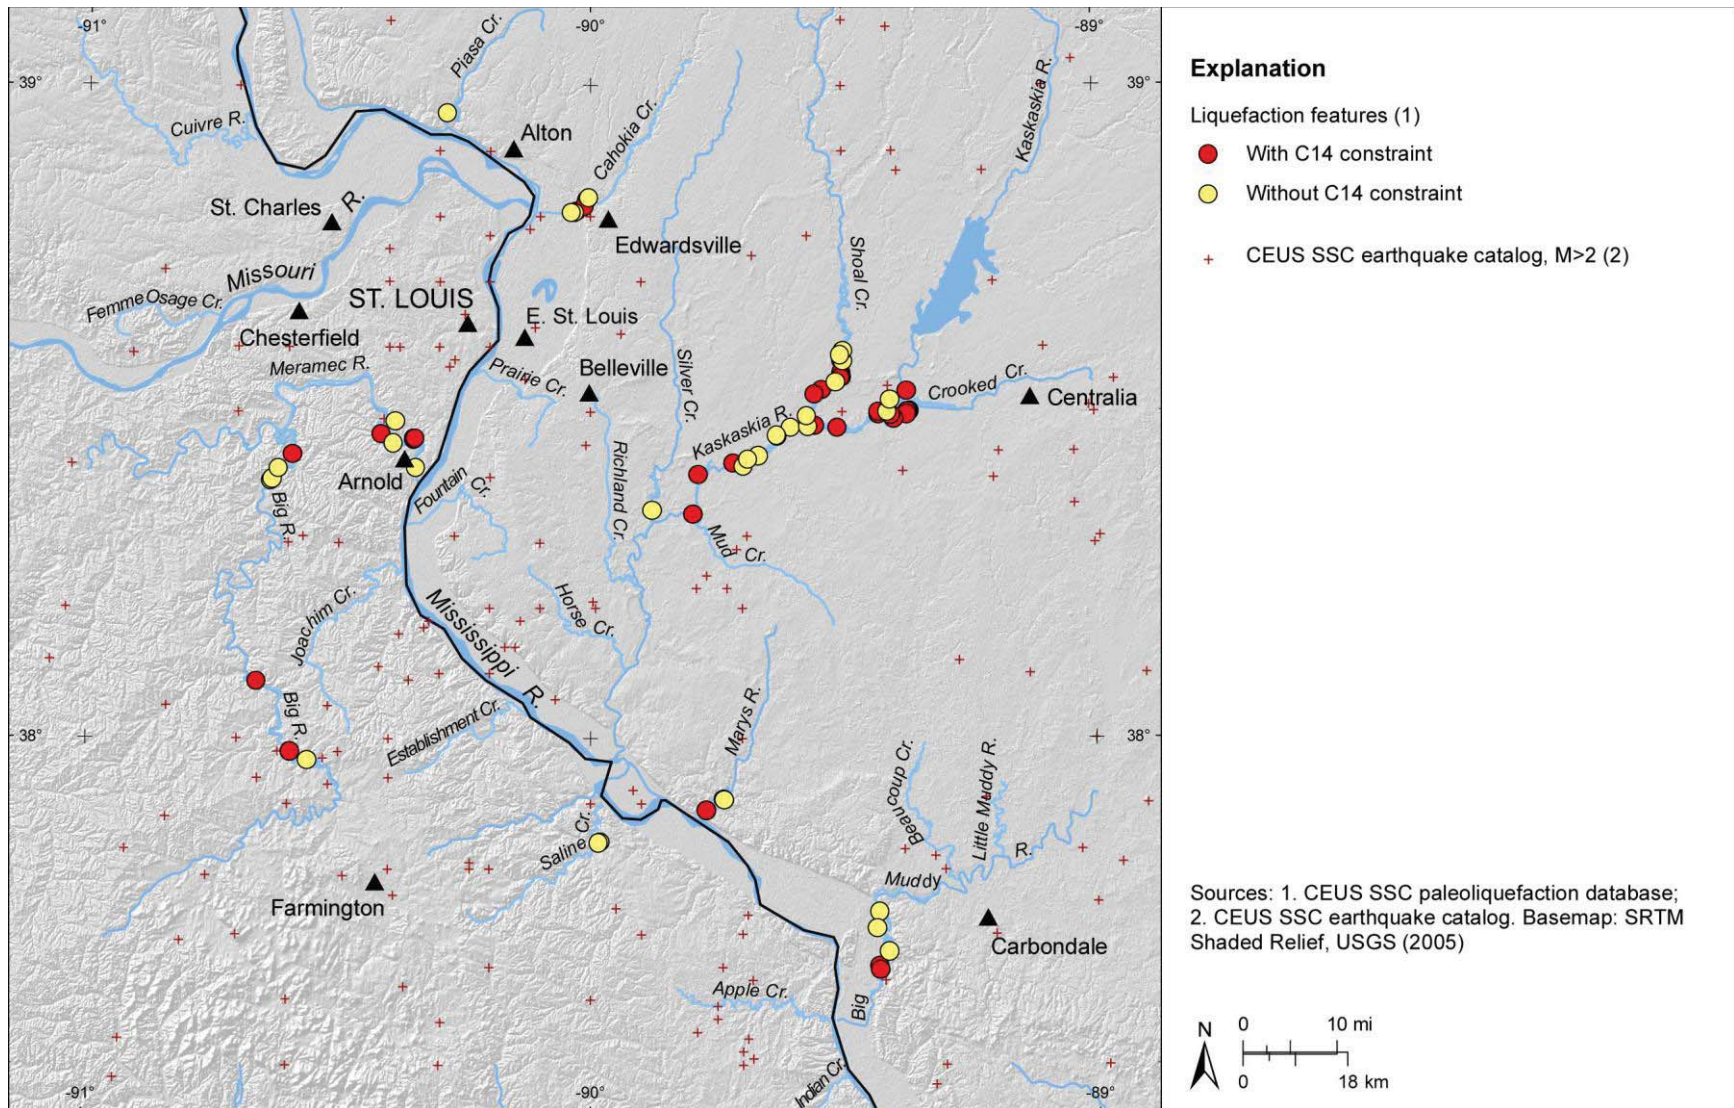 -91°
-90°
-89°
39°
39°
Piasa Cr.
Cuivre R.
Alton
Cahokia Cr.
Kaskaskia R.
St. Charles
R.
Edwardsville
Missouri
Shoal Cr.
Femme Osage Cr.
ST. LOUIS
E. St. Louis
Chesterfield
Meramec R.
Prairie Cr.
Belleville
Silver Cr.
Crooked Cr.
Centralia
Kaskaskia R.
Arnold
Fountain Cr.
Richland Cr.
Big R.
Mud Cr.
Joachim Cr.
Mississippi R.
Horse Cr.
Big R.
Establishment Cr.
Marys R.
38°
38°
Beaucoup Cr.
Little Muddy R.
R.
Saline Cr.
Muddy
Farmington
Carbondale
Apple Cr.
Big
Indian Cr.
-91°
-90°
-89°
Explanation
Liquefaction features (1)
With C14 constraint
Without C14 constraint
CEUS SSC earthquake catalog, M>2 (2)
Sources: 1. CEUS SSC paleoliquefaction database;
2. CEUS SSC earthquake catalog. Basemap: SRTM
Shaded Relief, USGS (2005)
N
0 10 mi
0 18 km